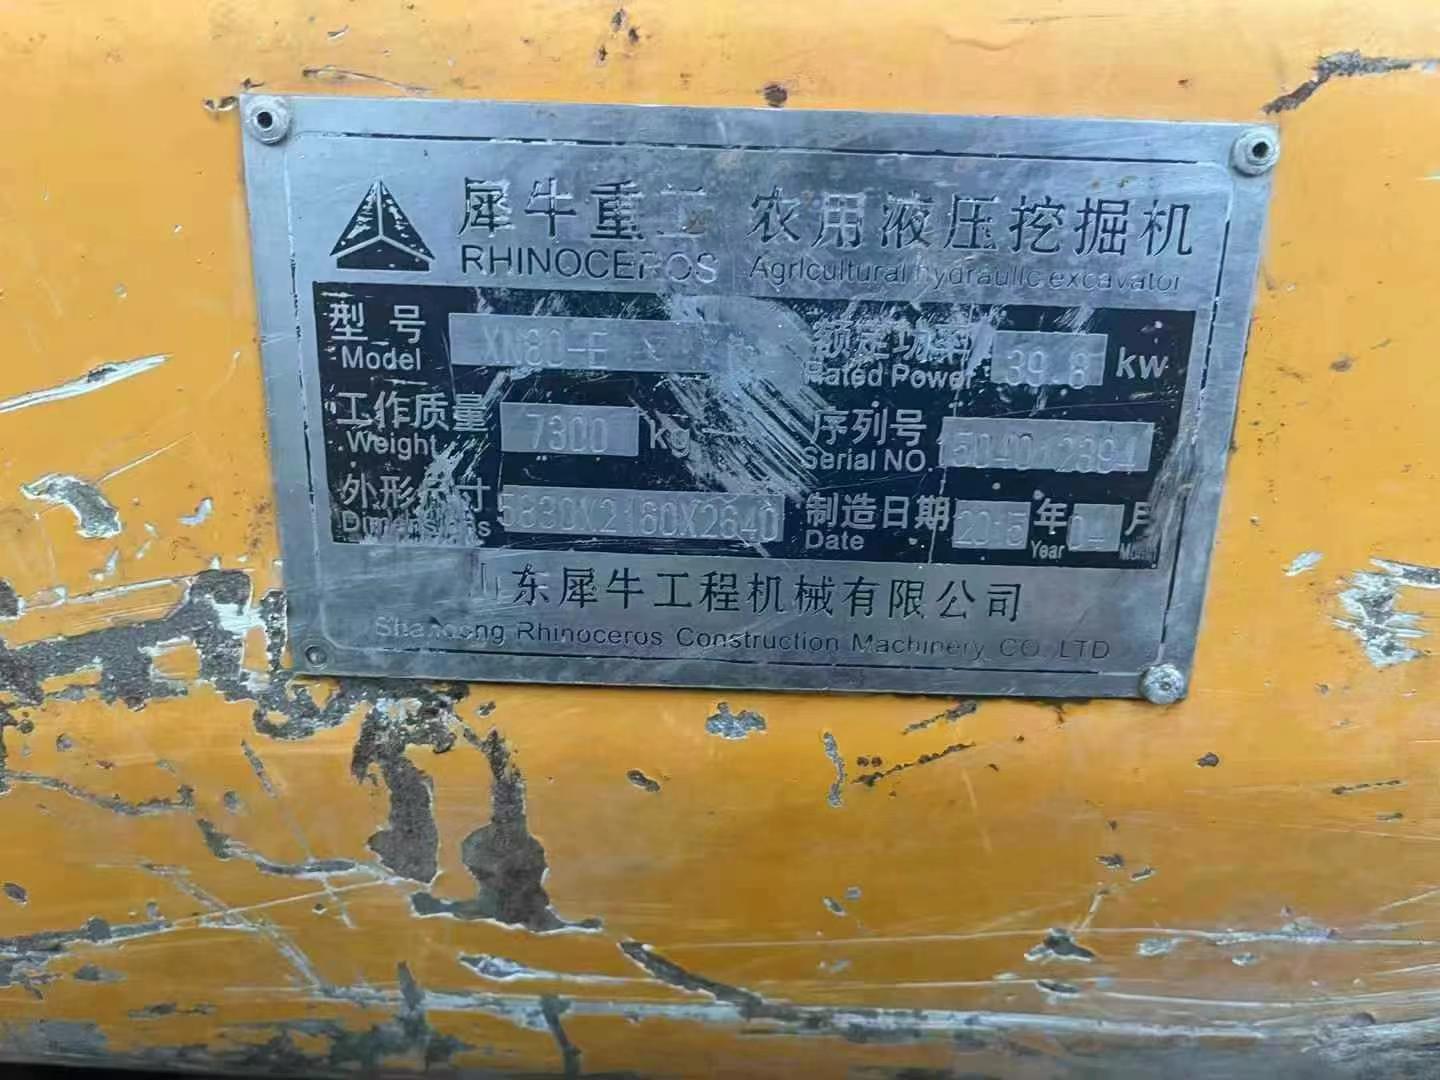 犀牛重工 农用液压挖掘机
RHINOCEROS Agricultural hydraulic excavator
型号 XN80-E 额定功率 39.8 kw
Model Rated Power
工作质量 7300 kg 序列号 1504012394
Weight Serial NO.
外形尺寸 5830X2160X2640 制造日期 2015 年 04 月
Dimensions Date Year Month
山东犀牛工程机械有限公司
Shandong Rhinoceros Construction Machinery CO. LTD